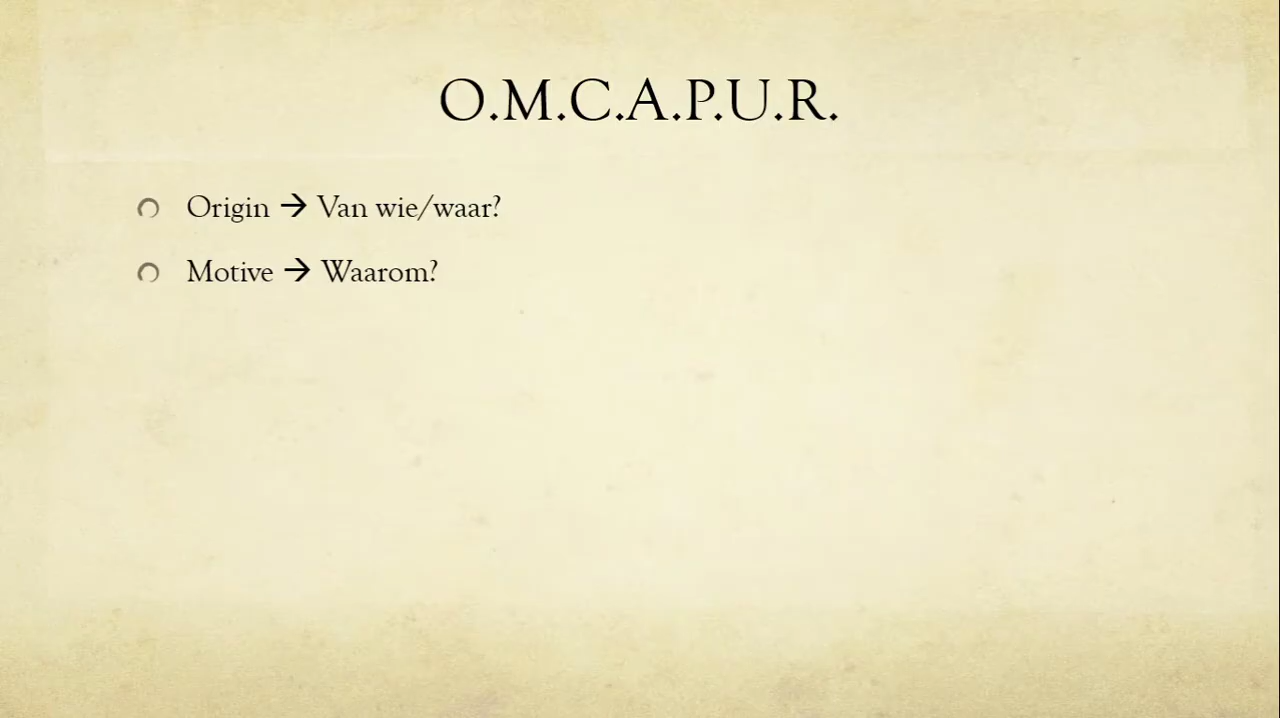 O.M.C.A.P.U.R.
Origin → Van wie/waar?
Motive → Waarom?